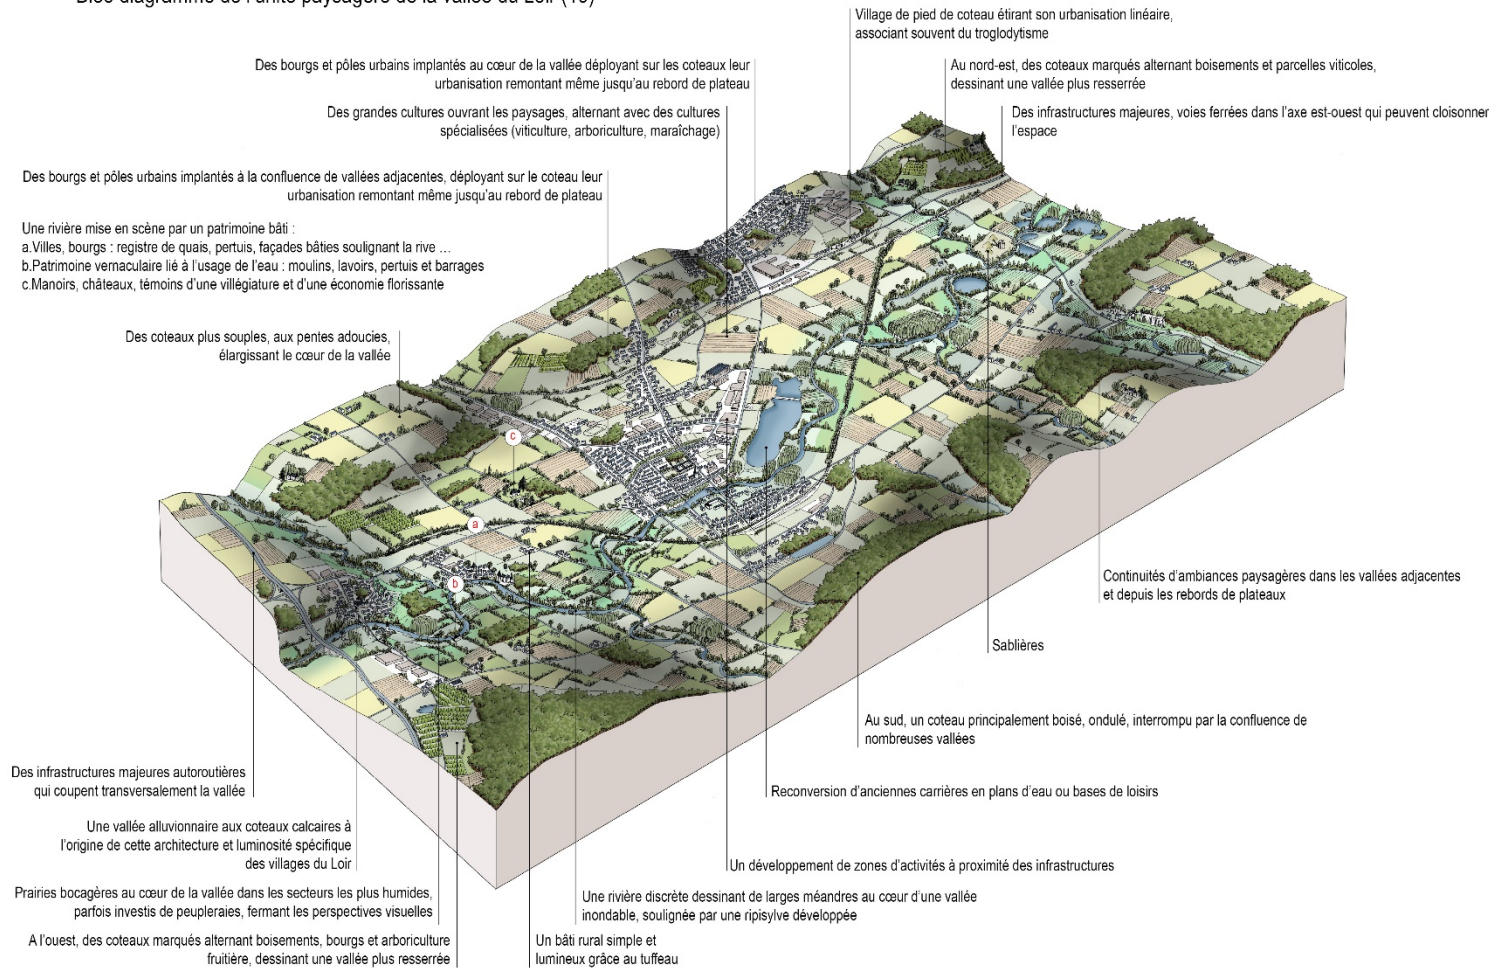 Bloc diagramme de l'unité paysagère de la vallée du Loir (40)
Village de pied de coteau étirant son urbanisation linéaire,
associant souvent du troglodytisme
Des bourgs et pôles urbains implantés au cœur de la vallée déployant sur les coteaux leur
urbanisation remontant même jusqu'au rebord de plateau
Au nord-est, des coteaux marqués alternant boisements et parcelles viticoles,
dessinant une vallée plus resserrée
Des grandes cultures ouvrant les paysages, alternant avec des cultures
spécialisées (viticulture, arboriculture, maraîchage)
Des infrastructures majeures, voies ferrées dans l'axe est-ouest qui peuvent cloisonner
l'espace
Des bourgs et pôles urbains implantés à la confluence de vallées adjacentes, déployant sur le coteau leur
urbanisation remontant même jusqu'au rebord de plateau
Une rivière mise en scène par un patrimoine bâti :
a.Villes, bourgs : registre de quais, pertuis, façades bâties soulignant la rive ...
b.Patrimoine vernaculaire lié à l'usage de l'eau : moulins, lavoirs, pertuis et barrages
c.Manoirs, châteaux, témoins d'une villégiature et d'une économie florissante
Des coteaux plus souples, aux pentes adoucies,
élargissant le cœur de la vallée
c
a
b
Continuités d'ambiances paysagères dans les vallées adjacentes
et depuis les rebords de plateaux
Sablières
Au sud, un coteau principalement boisé, ondulé, interrompu par la confluence de
nombreuses vallées
Des infrastructures majeures autoroutières
qui coupent transversalement la vallée
Reconversion d'anciennes carrières en plans d'eau ou bases de loisirs
Une vallée alluvionnaire aux coteaux calcaires à
l'origine de cette architecture et luminosité spécifique
des villages du Loir
Un développement de zones d'activités à proximité des infrastructures
Prairies bocagères au cœur de la vallée dans les secteurs les plus humides,
parfois investis de peupleraies, fermant les perspectives visuelles
Une rivière discrète dessinant de larges méandres au cœur d'une vallée
inondable, soulignée par une ripisylve développée
A l'ouest, des coteaux marqués alternant boisements, bourgs et arboriculture
fruitière, dessinant une vallée plus resserrée
Un bâti rural simple et
lumineux grâce au tuffeau